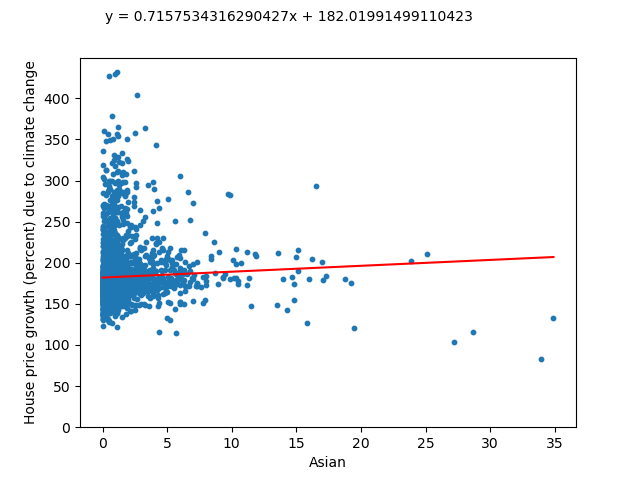 y = 0.7157534316290427x + 182.01991499110423
House price growth (percent) due to climate change
400
350
300
250
200
150
100
50
0
0 5 10 15 20 25 30 35
Asian